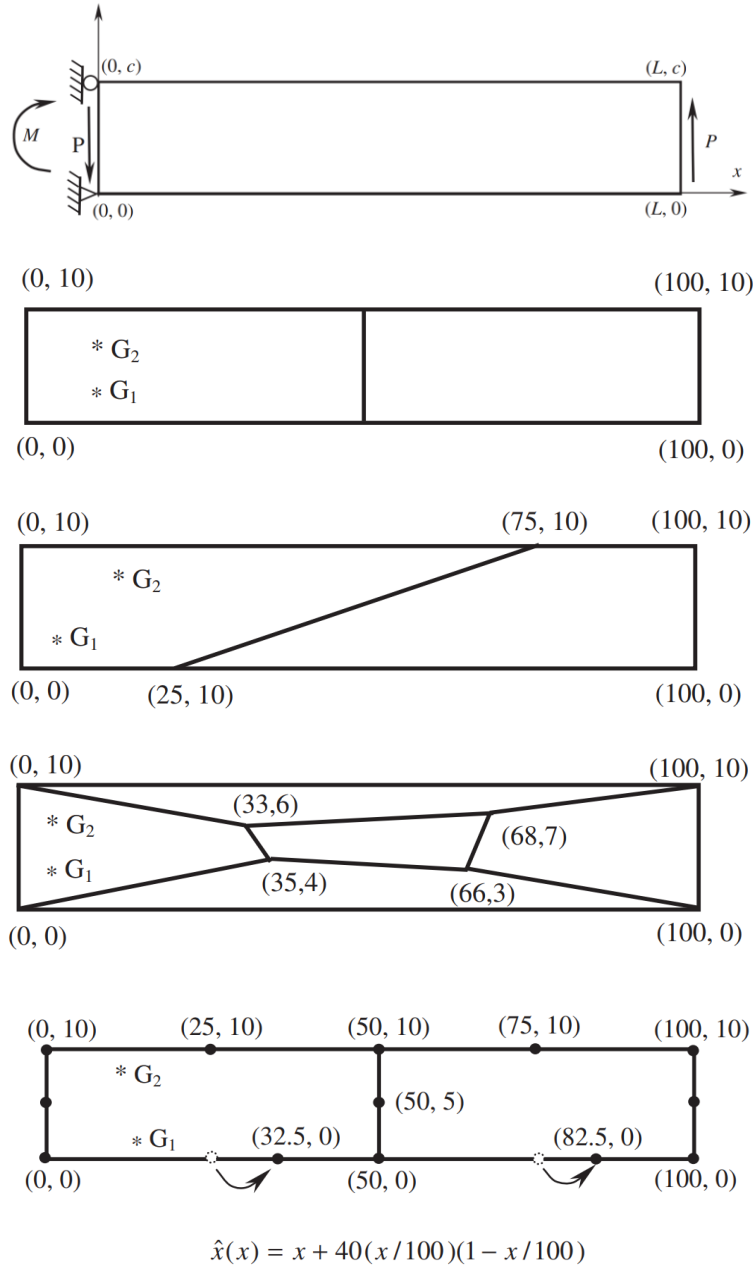 (0, c) (L, c)
M P P
x
(0, 0) (L, 0)
(0, 10) (100, 10)
* G₂
* G₁
(0, 0) (100, 0)
(0, 10) (75, 10) (100, 10)
* G₂
* G₁
(0, 0) (25, 10) (100, 0)
(0, 10) (100, 10)
(33,6)
* G₂ (68,7)
* G₁ (35,4) (66,3)
(0, 0) (100, 0)
(0, 10) (25, 10) (50, 10) (75, 10) (100, 10)
* G₂ (50, 5)
* G₁ (32.5, 0) (82.5, 0)
(0, 0) (50, 0) (100, 0)
x̂(x) = x + 40(x/100)(1 − x/100)